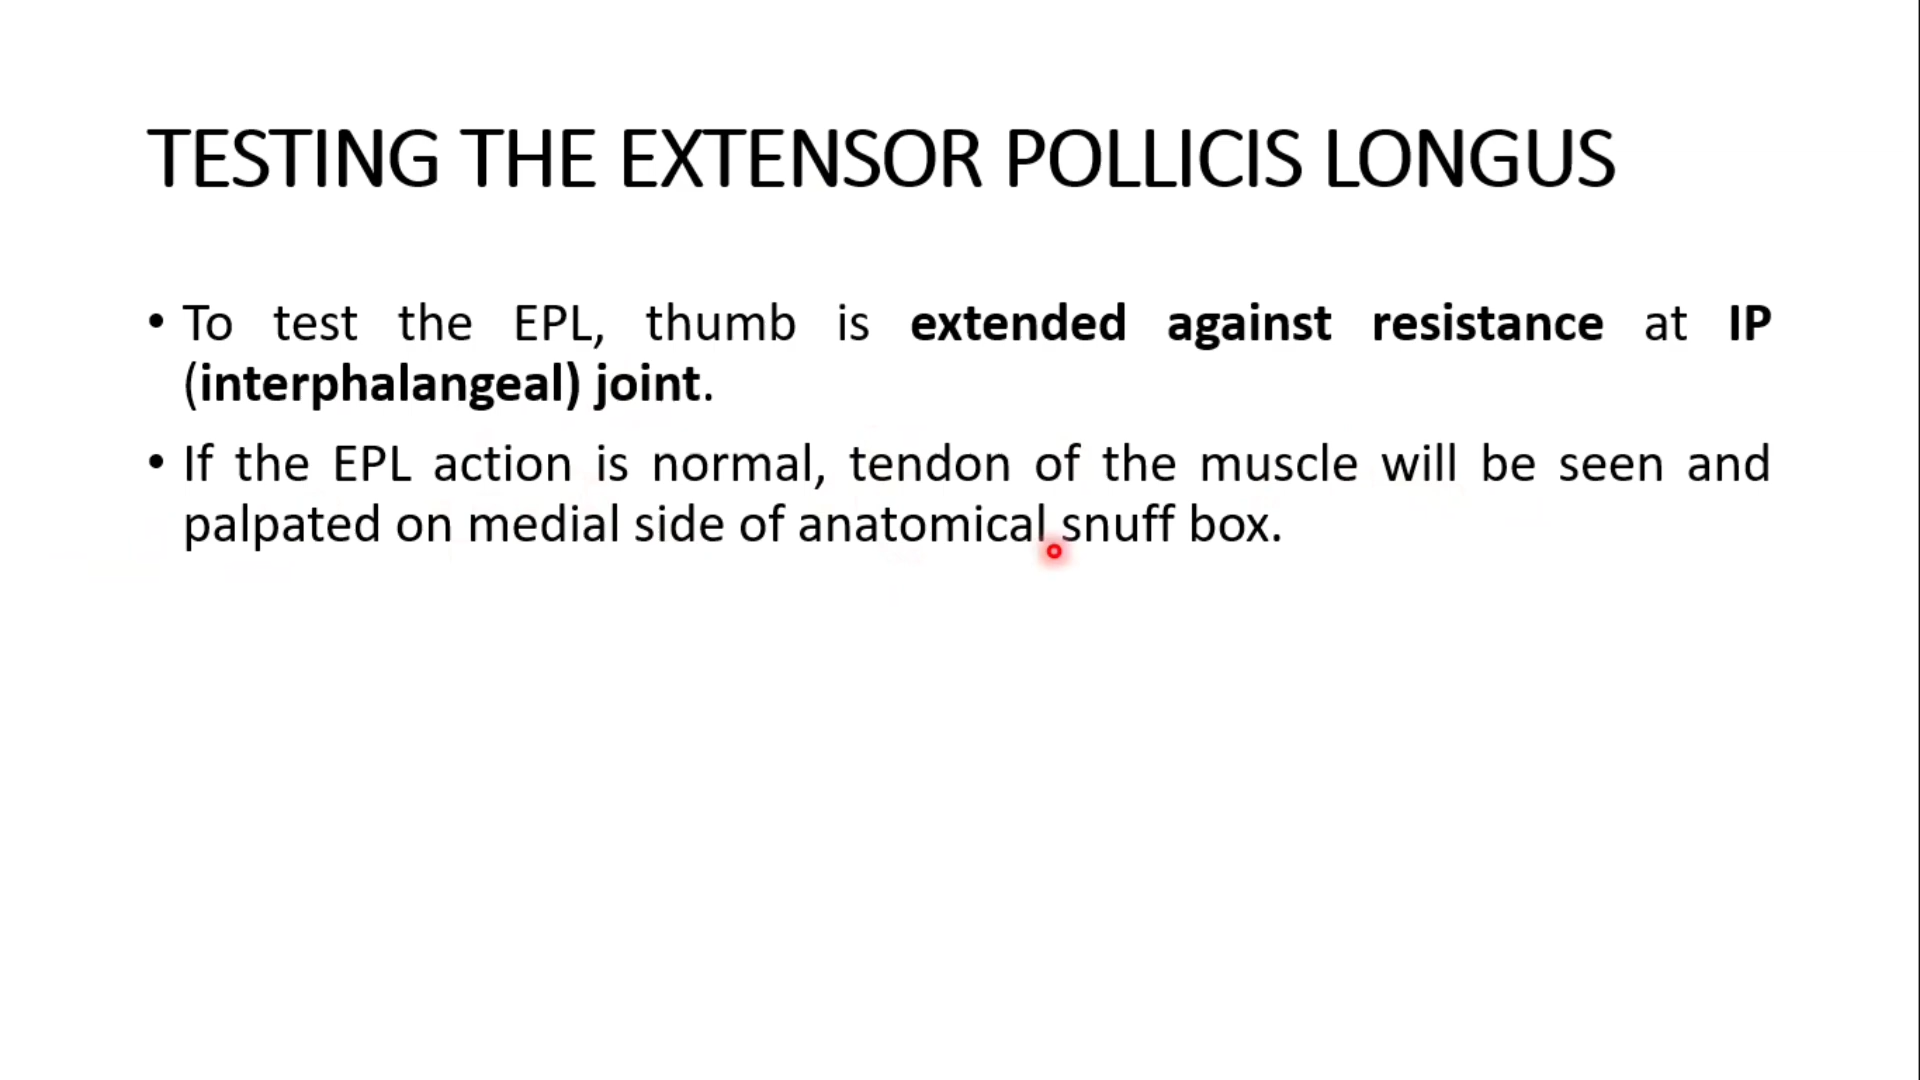 TESTING THE EXTENSOR POLLICIS LONGUS
• To test the EPL, thumb is extended against resistance at IP
(interphalangeal) joint.
• If the EPL action is normal, tendon of the muscle will be seen and
palpated on medial side of anatomical snuff box.